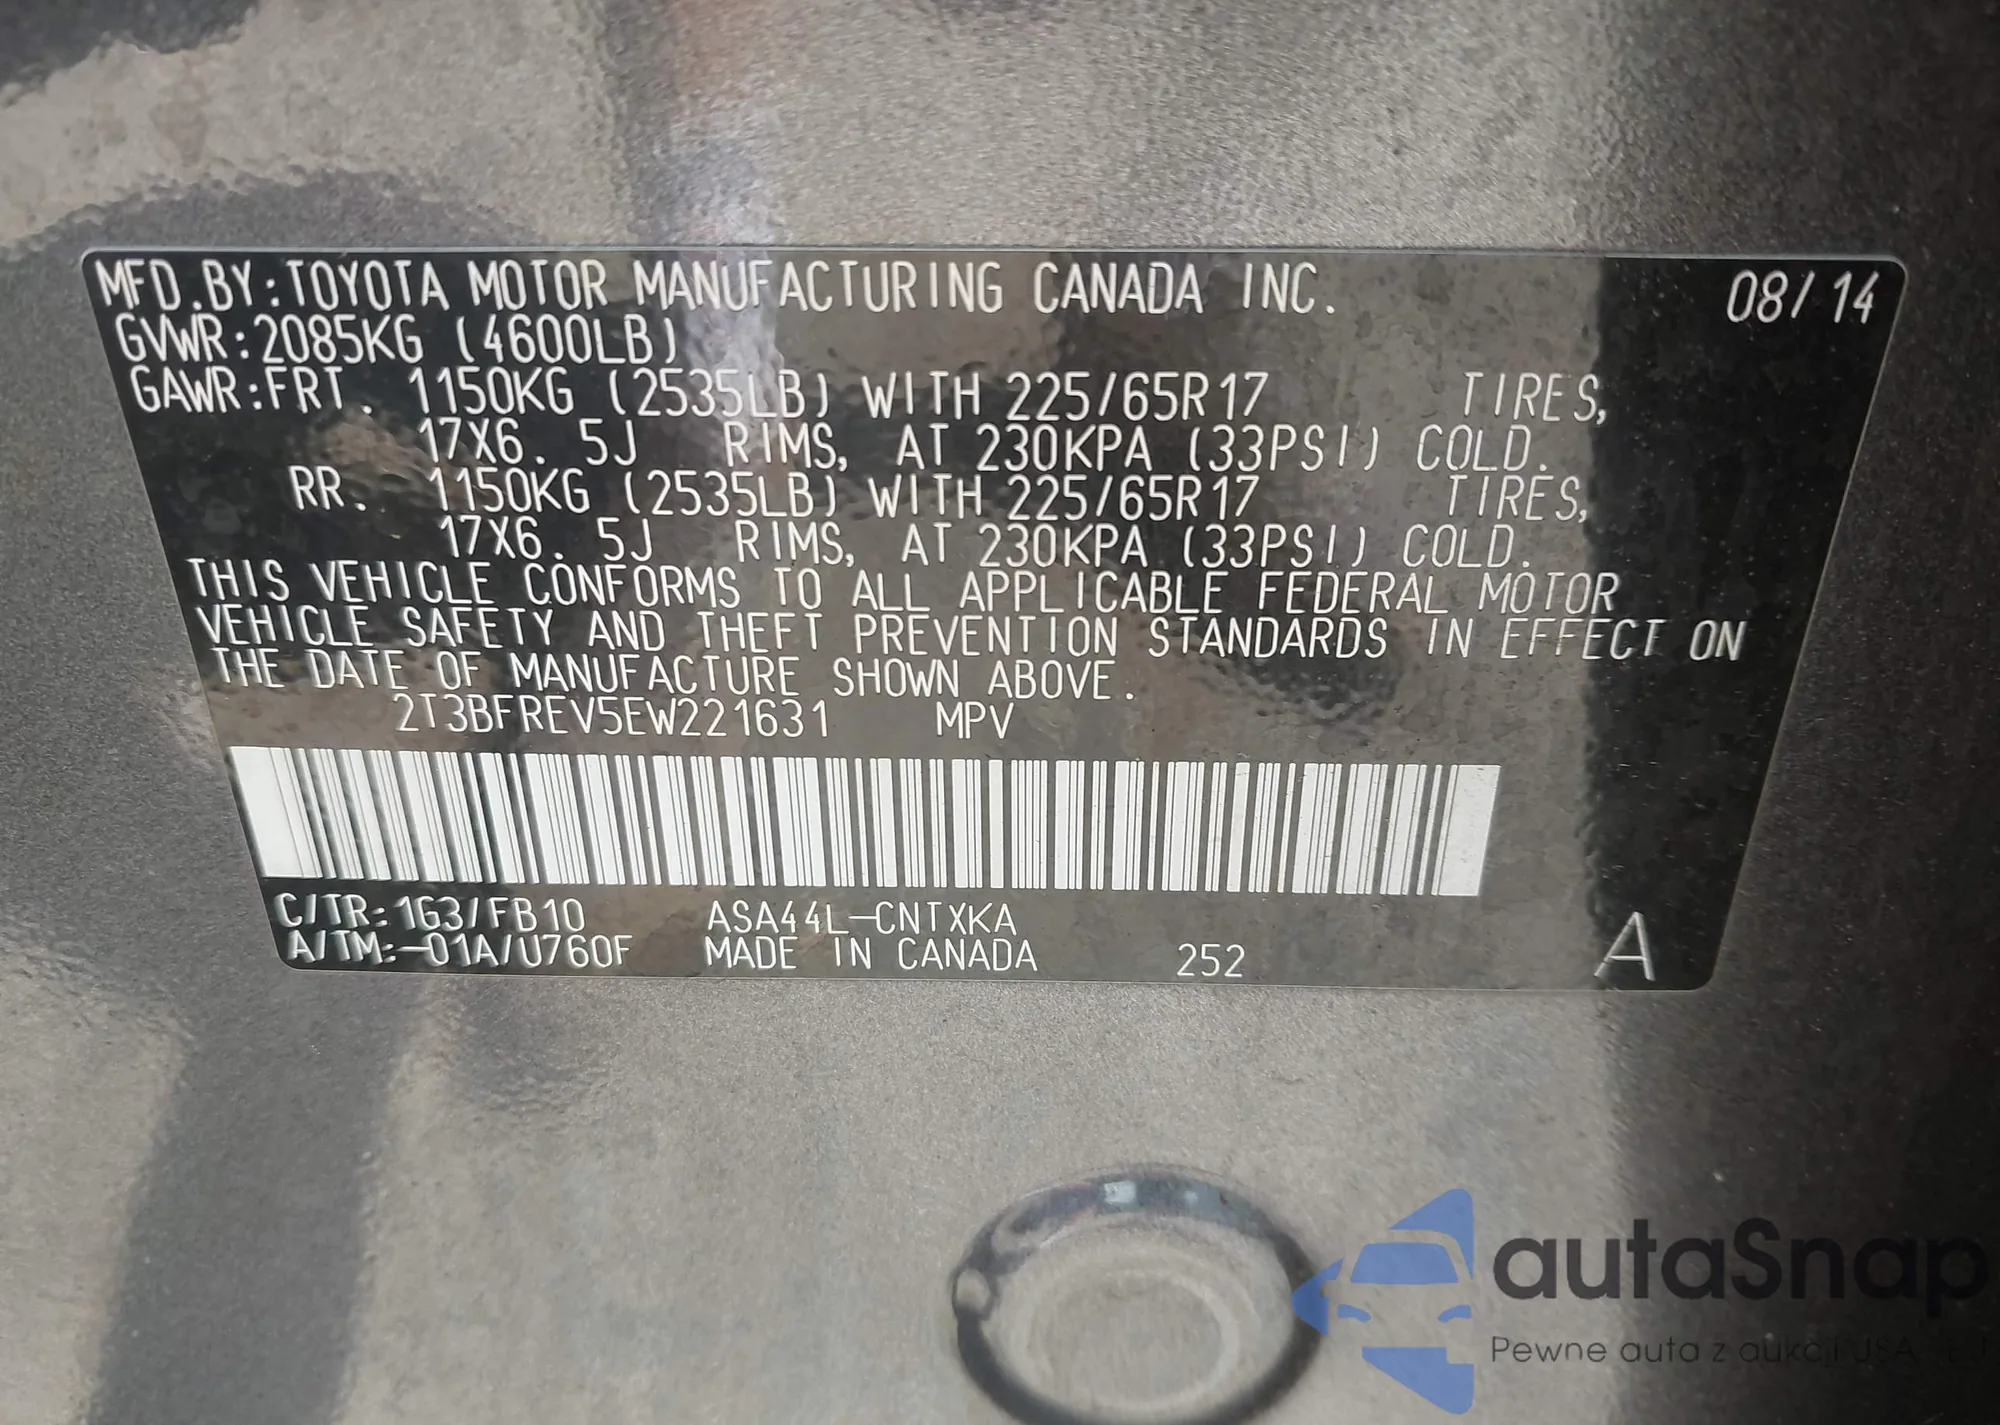 MFD.BY:TOYOTA MOTOR MANUFACTURING CANADA INC. 08/14
GVWR:2085KG (4600LB)
GAWR:FRT. 1150KG (2535LB) WITH 225/65R17 TIRES,
17X6.5J RIMS, AT 230KPA (33PSI) COLD.
RR. 1150KG (2535LB) WITH 225/65R17 TIRES,
17X6.5J RIMS, AT 230KPA (33PSI) COLD.
THIS VEHICLE CONFORMS TO ALL APPLICABLE FEDERAL MOTOR
VEHICLE SAFETY AND THEFT PREVENTION STANDARDS IN EFFECT ON
THE DATE OF MANUFACTURE SHOWN ABOVE.
2T3BFREV5EW221631 MPV
C/TR:1G3/FB10 ASA44L-CNTXKA
A/TM:-01A/U760F MADE IN CANADA 252 A
autaSnap
Pewne auta z aukcji USA